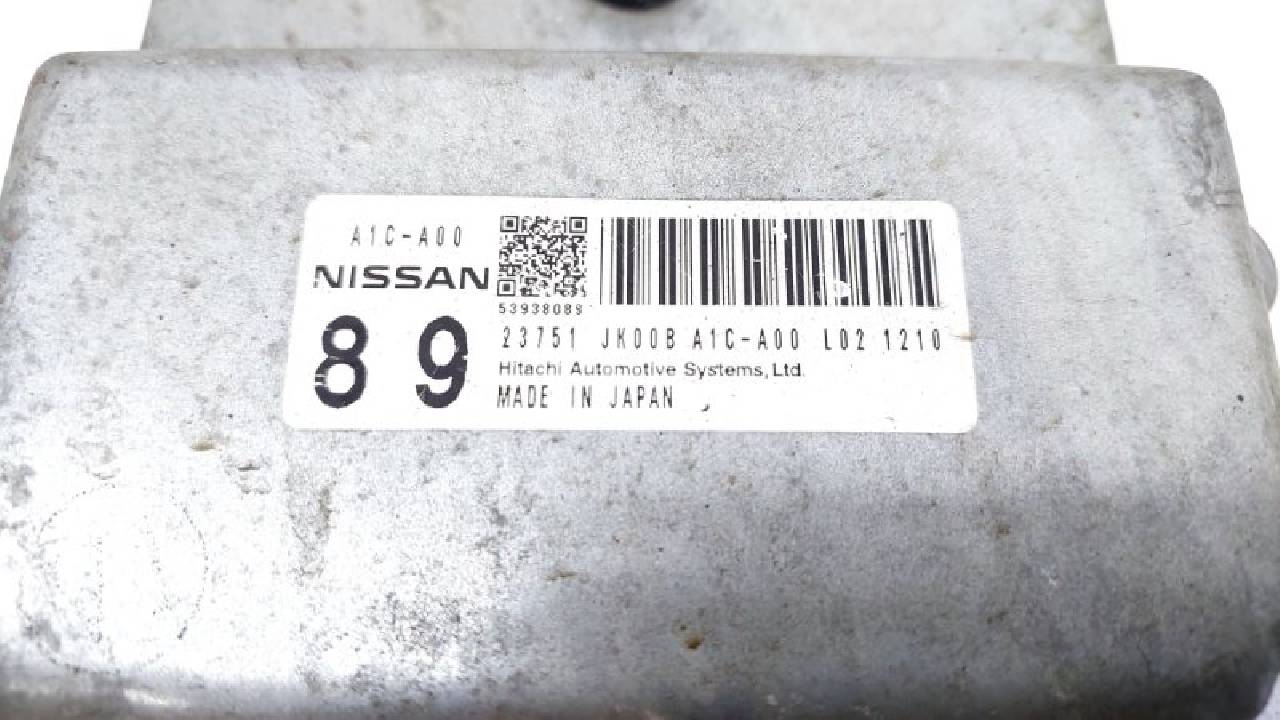 A1C-A00
NISSAN
8 9
53938089
23751 JK00B A1C-A00 L02 1210
Hitachi Automotive Systems, Ltd.
MADE IN JAPAN